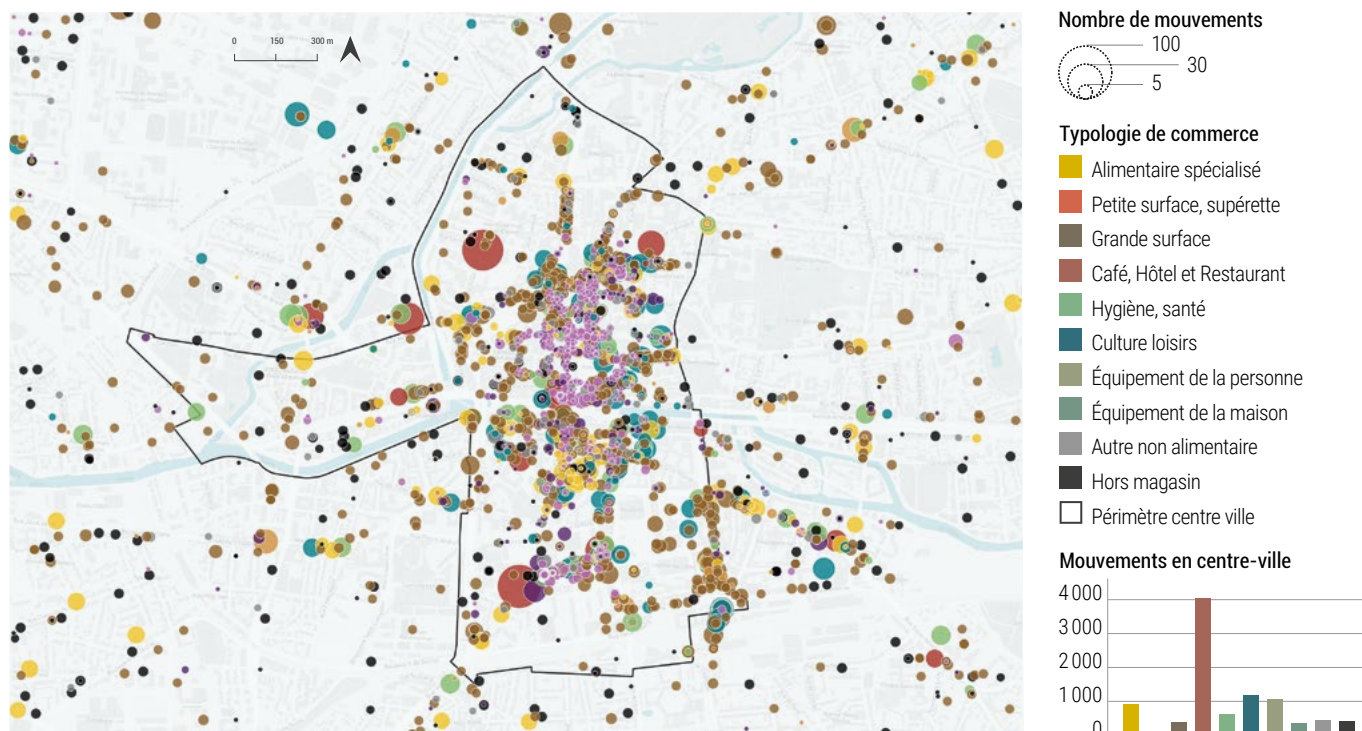 0 150 300 m
Nombre de mouvements
100
30
5
Typologie de commerce
Alimentaire spécialisé
Petite surface, supérette
Grande surface
Café, Hôtel et Restaurant
Hygiène, santé
Culture loisirs
Équipement de la personne
Équipement de la maison
Autre non alimentaire
Hors magasin
Périmètre centre ville
Mouvements en centre-ville
4 000
3 000
2 000
1 000
0